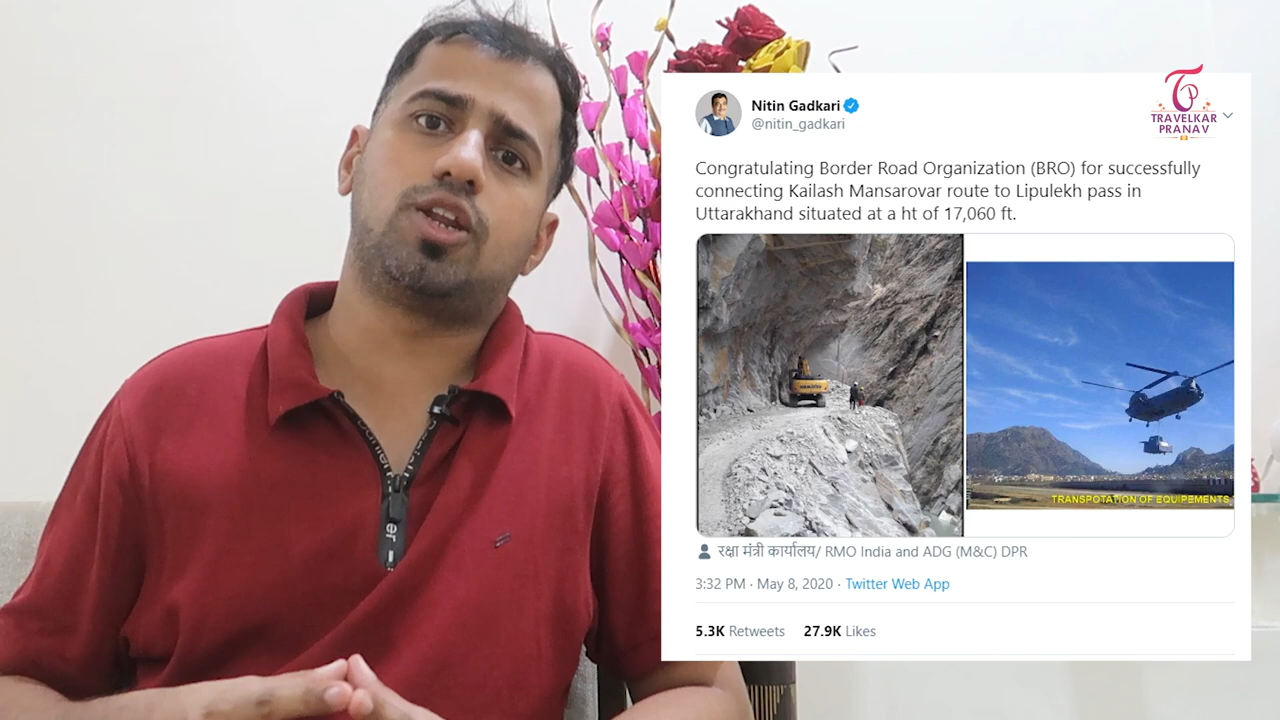 Nitin Gadkari
@nitin_gadkari
TRAVELKAR
PRANAV
Congratulating Border Road Organization (BRO) for successfully
connecting Kailash Mansarovar route to Lipulekh pass in
Uttarakhand situated at a ht of 17,060 ft.
TRANSPOTATION OF EQUIPEMENTS
रक्षा मंत्री कार्यालय/ RMO India and ADG (M&C) DPR
3:32 PM · May 8, 2020 · Twitter Web App
5.3K Retweets 27.9K Likes